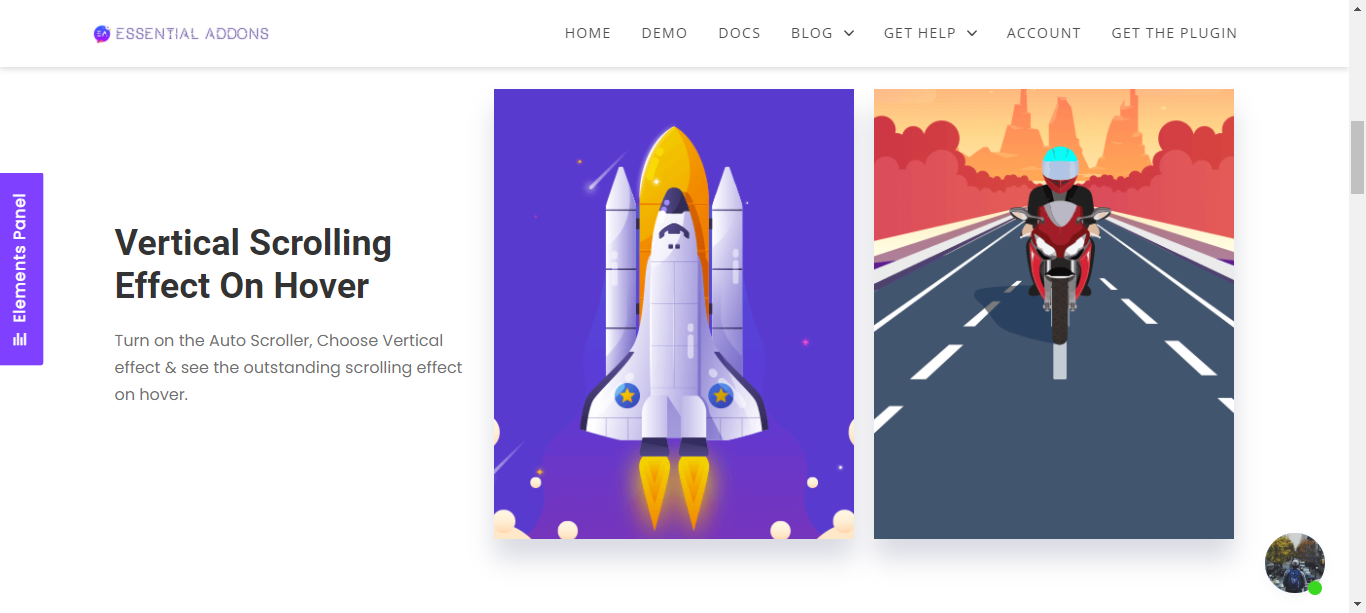 EA ESSENTIAL ADDONS
HOME DEMO DOCS BLOG GET HELP ACCOUNT GET THE PLUGIN
Elements Panel
Vertical Scrolling
Effect On Hover
Turn on the Auto Scroller, Choose Vertical
effect & see the outstanding scrolling effect
on hover.